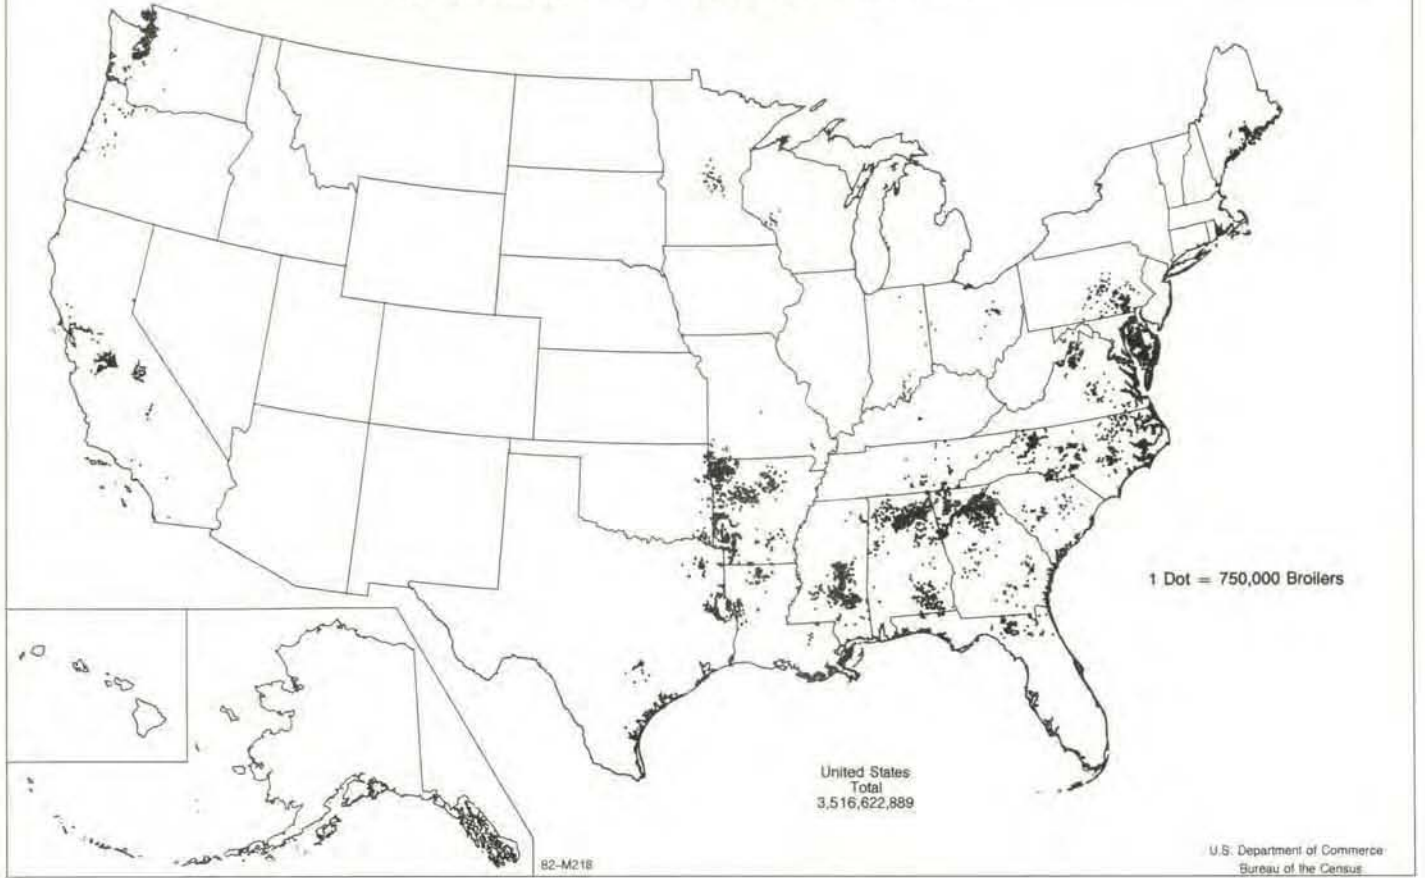 1 Dot = 750,000 Broilers
United States
Total
3,516,622,889
82-M218
U.S. Department of Commerce
Bureau of the Census